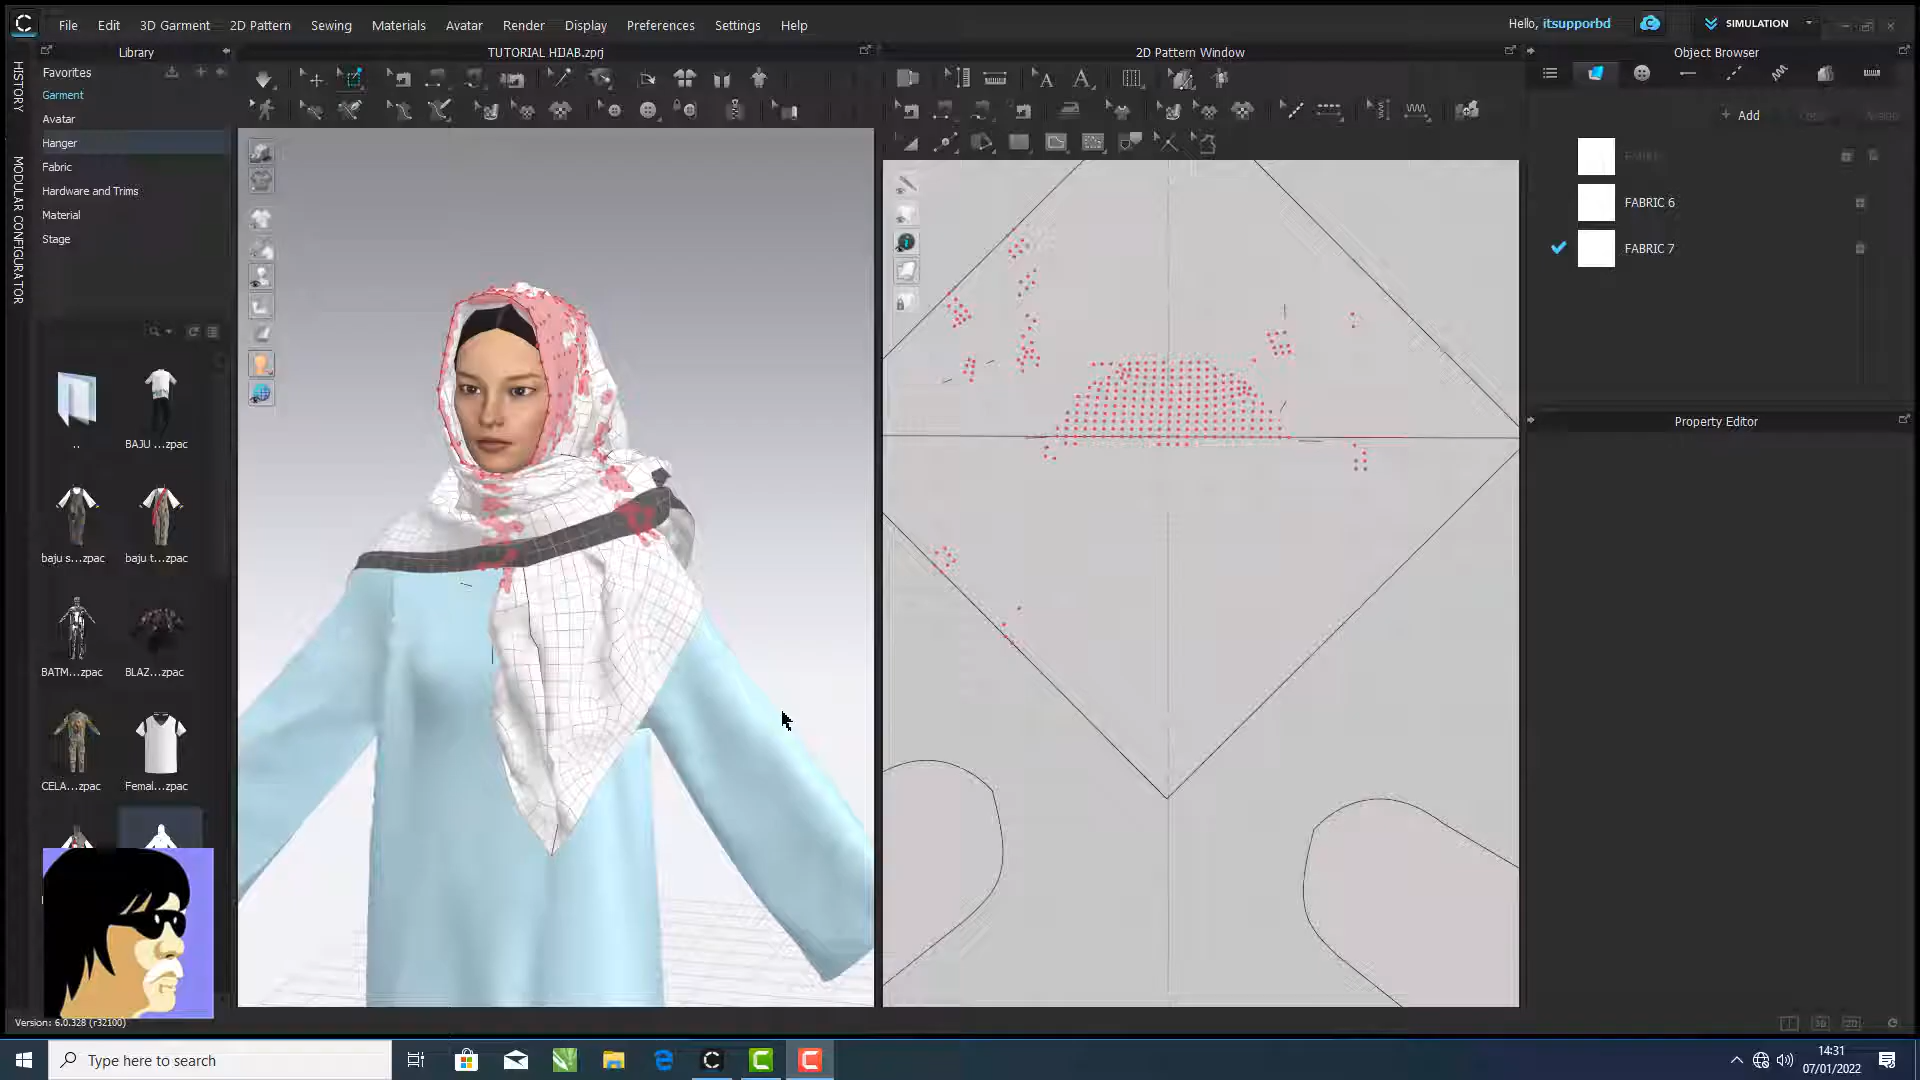 File Edit 3D Garment 2D Pattern Sewing Materials Avatar Render Display Preferences Settings Help
Hello, itsupporbd
SIMULATION
Library
TUTORIAL HIJAB.zprj
2D Pattern Window
Object Browser
HISTORY
MODULAR CONFIGURATOR
Favorites
Garment
Avatar
Hanger
Fabric
Hardware and Trims
Material
Stage
+ Add
FABRIC 6
FABRIC 7
Property Editor
..
BAJU ...zpac
baju s...zpac
baju t...zpac
BATM...zpac
BLAZ...zpac
CELA...zpac
Femal...zpac
Version: 6.0.328 (r32100)
Type here to search
14:31
07/01/2022